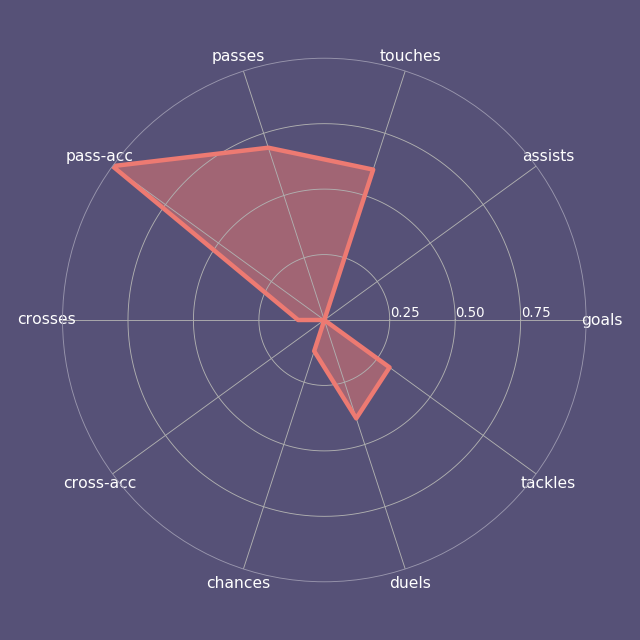 passes
touches
pass-acc
assists
0.25
0.50
0.75
crosses
goals
cross-acc
tackles
chances
duels